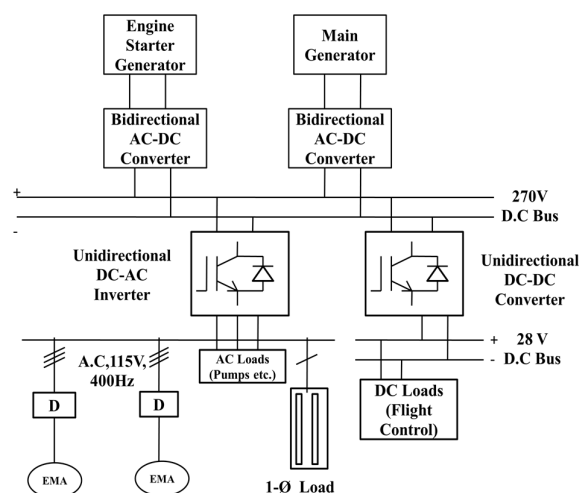 Engine
Starter
Generator
Main
Generator
Bidirectional
AC-DC
Converter
Bidirectional
AC-DC
Converter
+
270V
D.C Bus
-
Unidirectional
DC-AC
Inverter
Unidirectional
DC-DC
Converter
+ 28 V
- D.C Bus
A.C,115V,
400Hz
AC Loads
(Pumps etc.)
DC Loads
(Flight
Control)
D
D
EMA
EMA
1-Ø Load